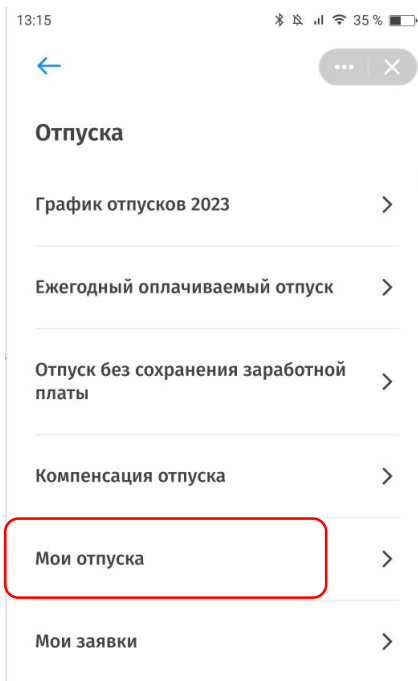 13:15 35 %
Отпуска
График отпусков 2023
Ежегодный оплачиваемый отпуск
Отпуск без сохранения заработной
платы
Компенсация отпуска
Мои отпуска
Мои заявки